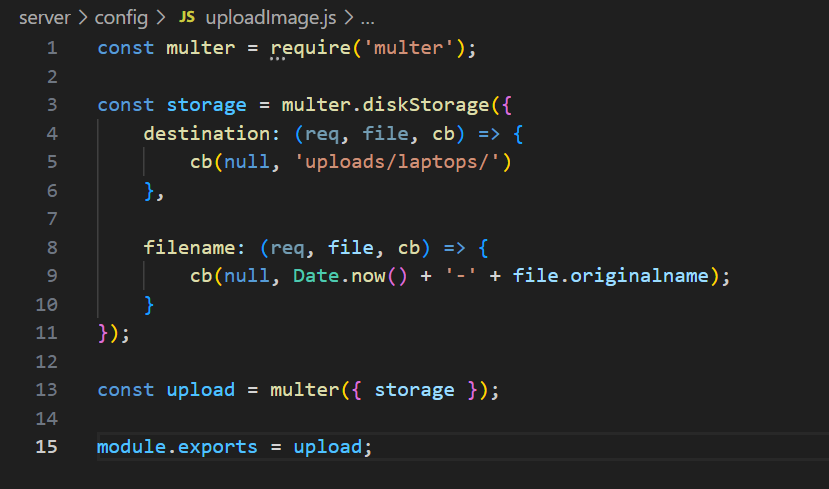 server > config > JS uploadImage.js > ...
1 const multer = require('multer');
2
3 const storage = multer.diskStorage({
4     destination: (req, file, cb) => {
5         cb(null, 'uploads/laptops/')
6     },
7
8     filename: (req, file, cb) => {
9         cb(null, Date.now() + '-' + file.originalname);
10     }
11 });
12
13 const upload = multer({ storage });
14
15 module.exports = upload;